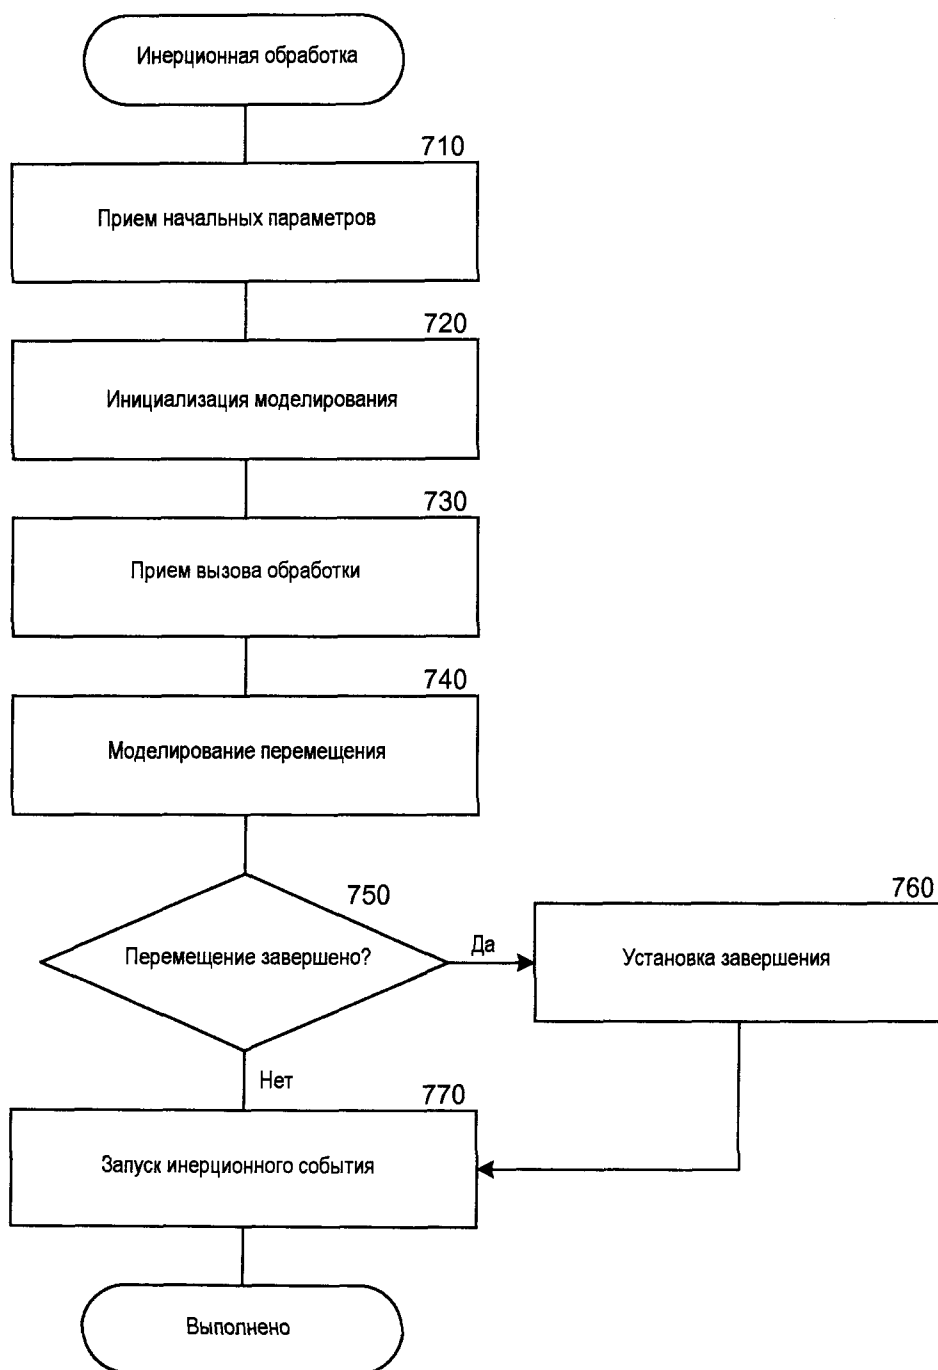 Инерционная обработка
710
Прием начальных параметров
720
Инициализация моделирования
730
Прием вызова обработки
740
Моделирование перемещения
750
Перемещение завершено?
Да
760
Установка завершения
Нет
770
Запуск инерционного события
Выполнено